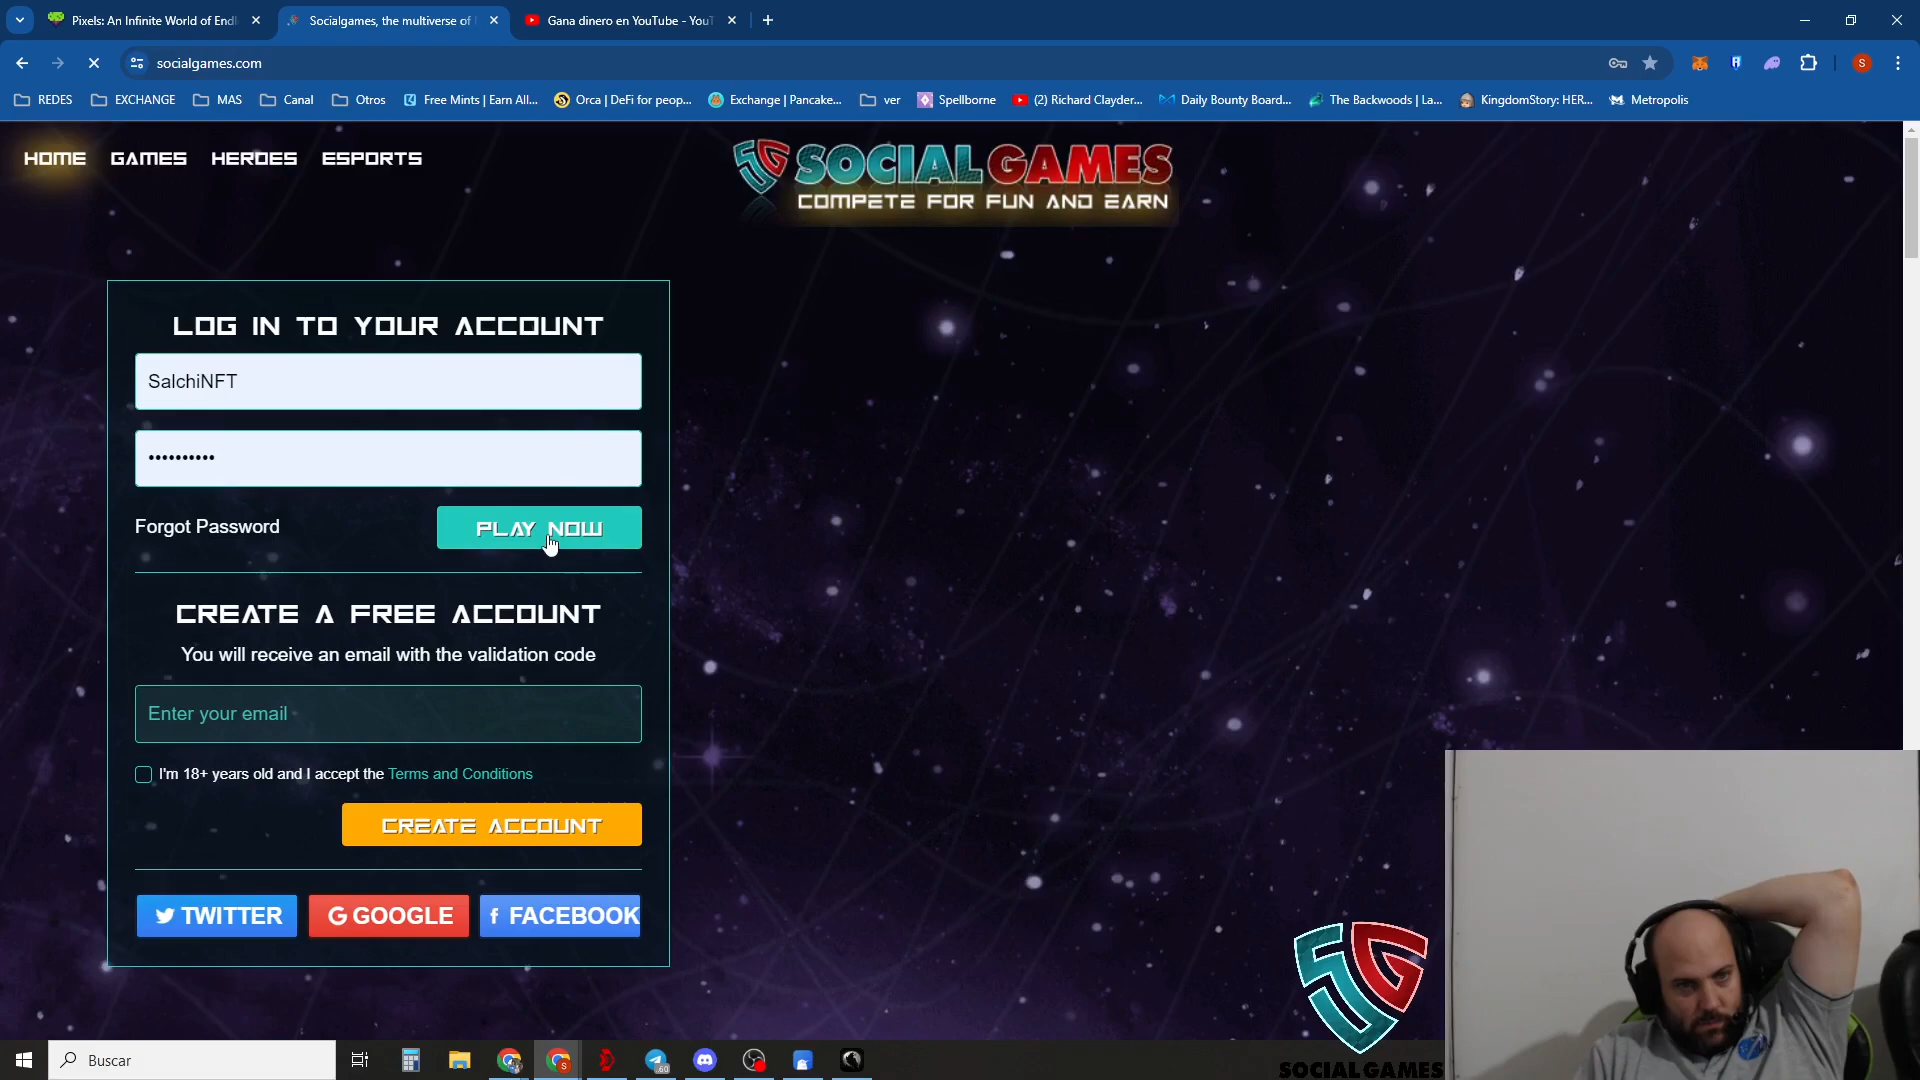 Pixels: An Infinite World of Endl
Socialgames, the multiverse of
Gana dinero en YouTube - YouT
socialgames.com
S
REDES
EXCHANGE
MAS
Canal
Otros
Free Mints | Earn All...
Orca | DeFi for peop...
Exchange | Pancake...
ver
Spellborne
(2) Richard Clayder...
Daily Bounty Board...
The Backwoods | La...
KingdomStory: HER...
Metropolis
HOME
GAMES
HEROES
ESPORTS
SOCIAL GAMES
COMPETE FOR FUN AND EARN
LOG IN TO YOUR ACCOUNT
SalchiNFT
••••••••••
Forgot Password
PLAY NOW
CREATE A FREE ACCOUNT
You will receive an email with the validation code
Enter your email
I'm 18+ years old and I accept the Terms and Conditions
CREATE ACCOUNT
TWITTER
G GOOGLE
f FACEBOOK
SOCIAL GAMES
Buscar
60
S